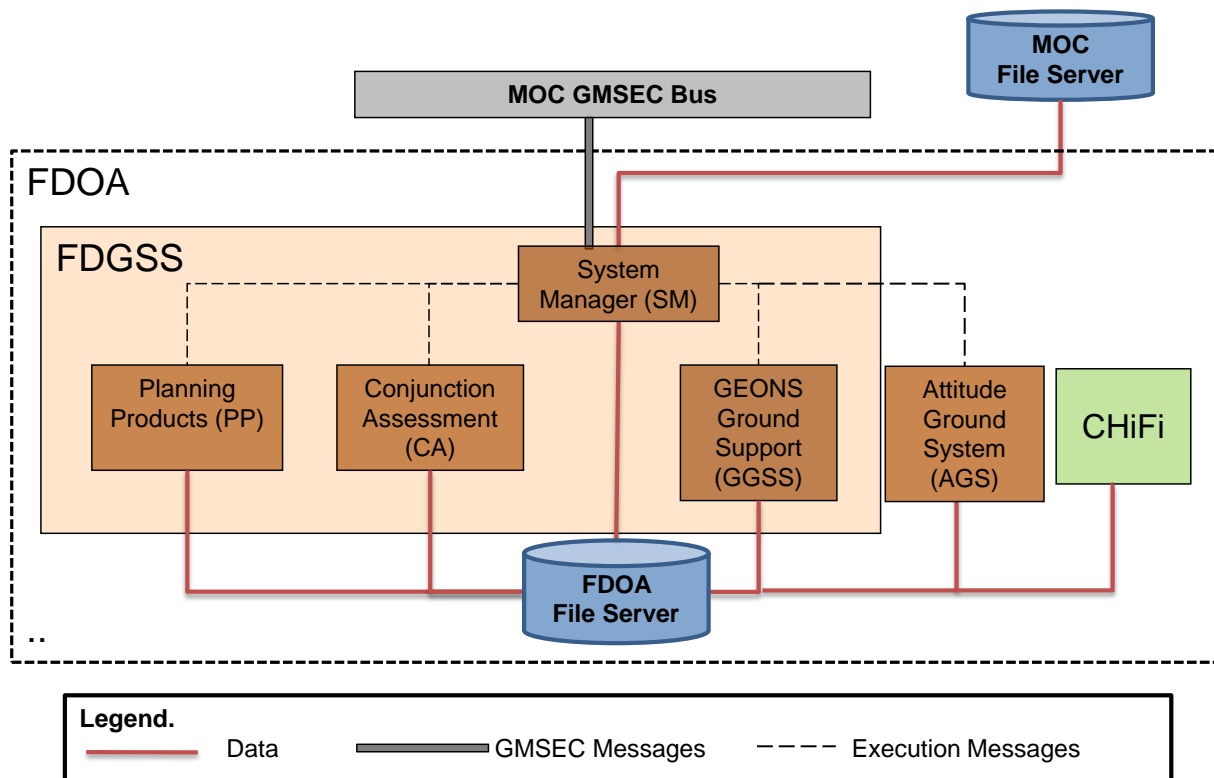 MOC
File Server
MOC GMSEC Bus
FDOA
FDGSS
System
Manager (SM)
Planning
Products (PP)
Conjunction
Assessment
(CA)
GEONS
Ground
Support
(GGSS)
Attitude
Ground
System
(AGS)
CHiFi
FDOA
File Server
..
Legend.
Data
GMSEC Messages
Execution Messages